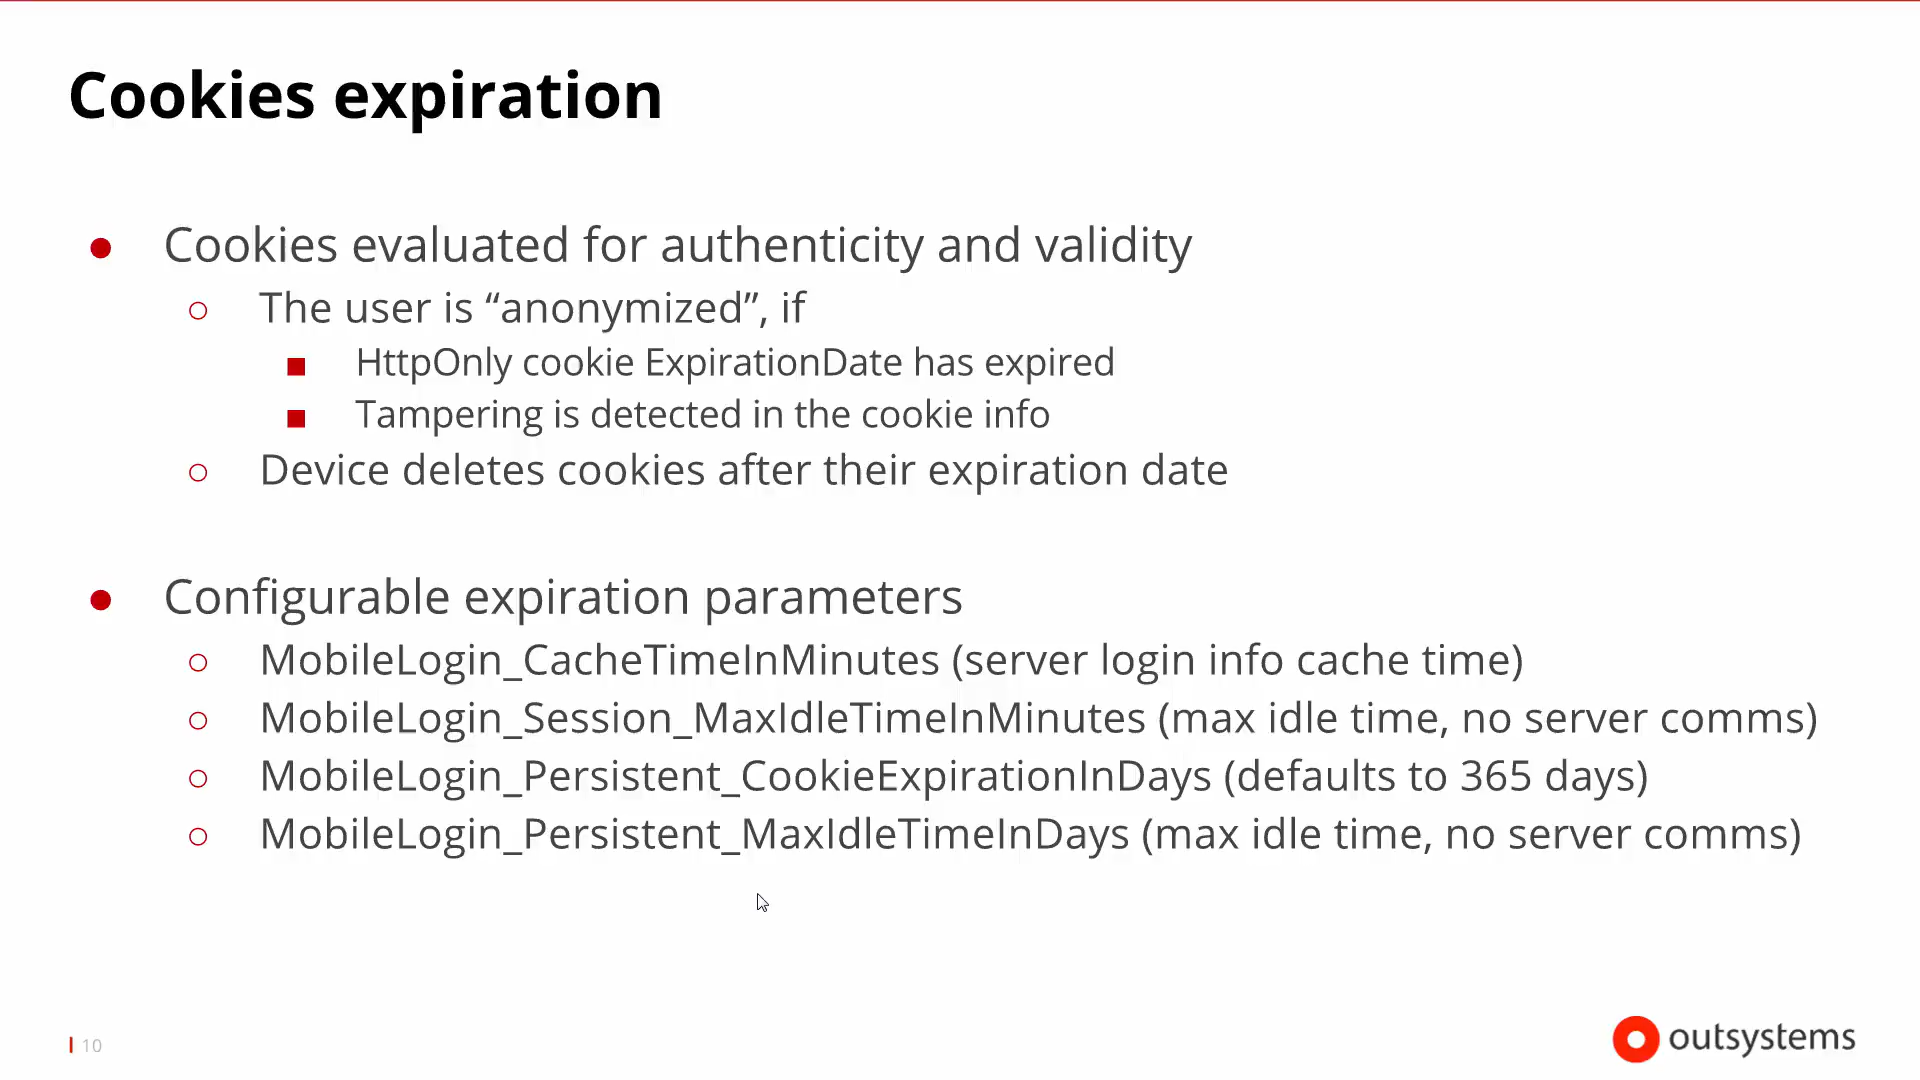 Cookies expiration
● Cookies evaluated for authenticity and validity
○ The user is “anonymized”, if
■ HttpOnly cookie ExpirationDate has expired
■ Tampering is detected in the cookie info
○ Device deletes cookies after their expiration date
● Configurable expiration parameters
○ MobileLogin_CacheTimeInMinutes (server login info cache time)
○ MobileLogin_Session_MaxIdleTimeInMinutes (max idle time, no server comms)
○ MobileLogin_Persistent_CookieExpirationInDays (defaults to 365 days)
○ MobileLogin_Persistent_MaxIdleTimeInDays (max idle time, no server comms)
10
outsystems